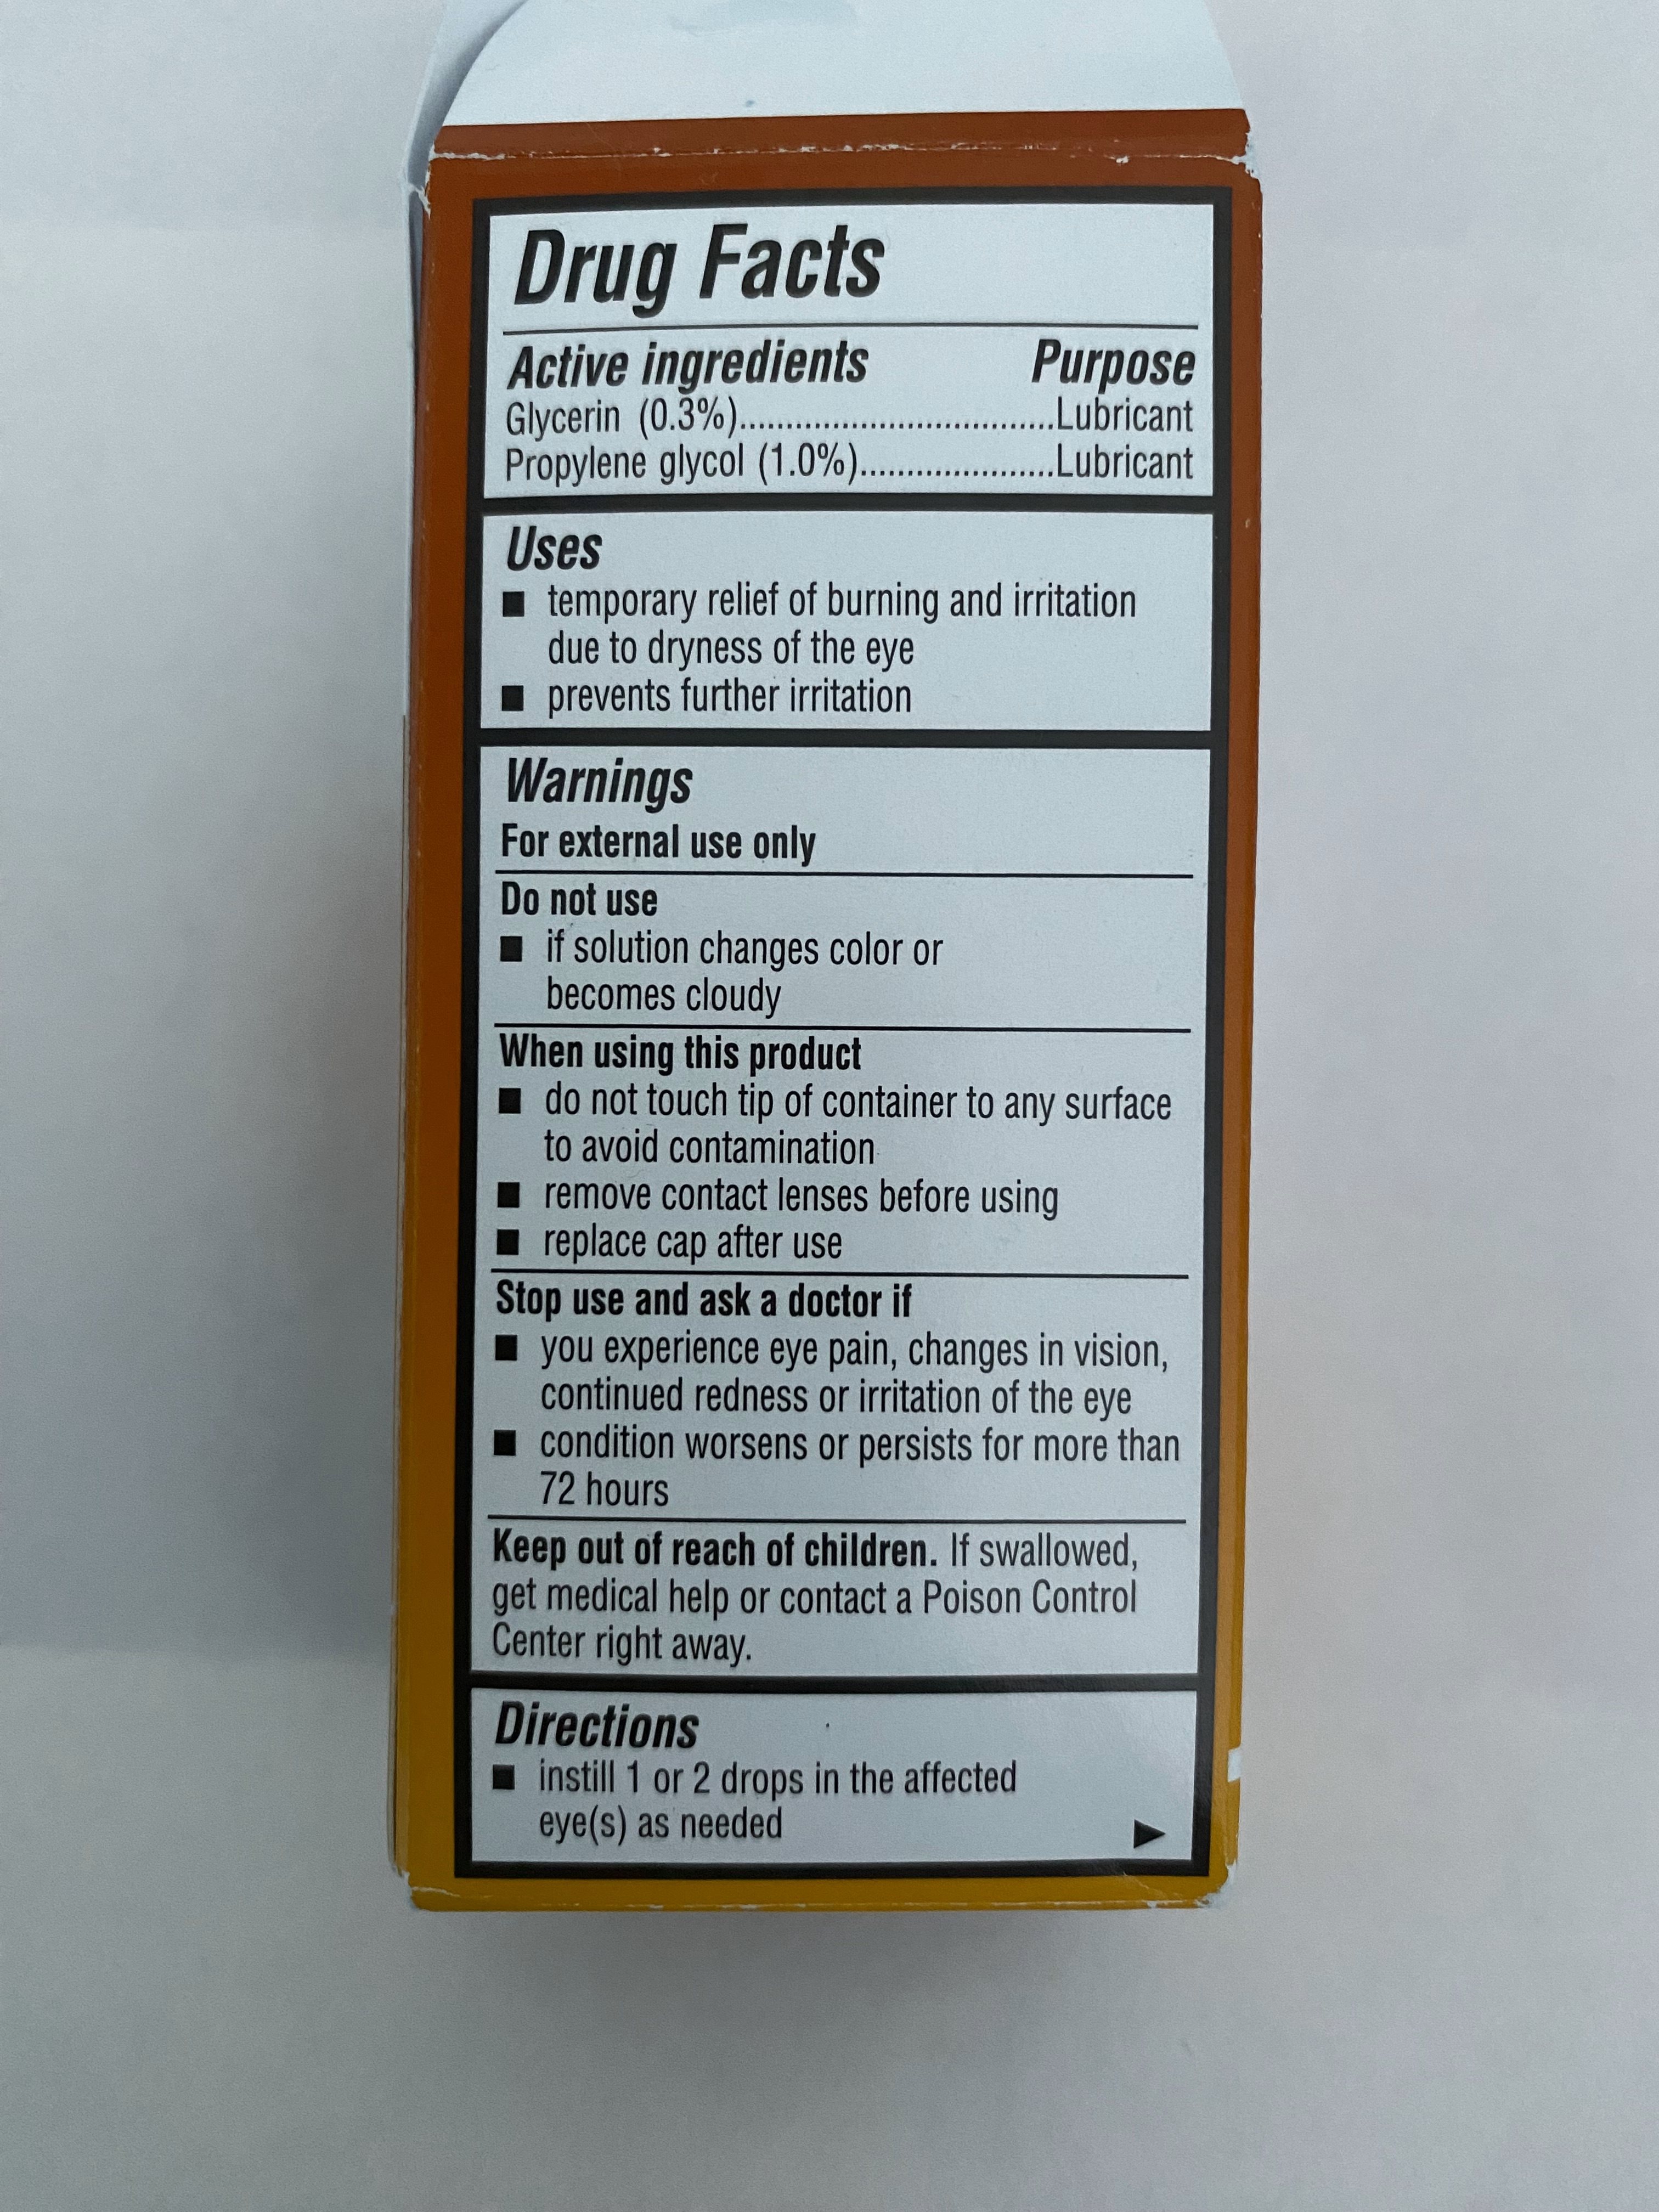 Drug Facts
Active ingredients Purpose
Glycerin (0.3%)..................................Lubricant
Propylene glycol (1.0%).....................Lubricant
Uses
■ temporary relief of burning and irritation
due to dryness of the eye
■ prevents further irritation
Warnings
For external use only
Do not use
■ if solution changes color or
becomes cloudy
When using this product
■ do not touch tip of container to any surface
to avoid contamination
■ remove contact lenses before using
■ replace cap after use
Stop use and ask a doctor if
■ you experience eye pain, changes in vision,
continued redness or irritation of the eye
■ condition worsens or persists for more than
72 hours
Keep out of reach of children. If swallowed,
get medical help or contact a Poison Control
Center right away.
Directions
■ instill 1 or 2 drops in the affected
eye(s) as needed
▶